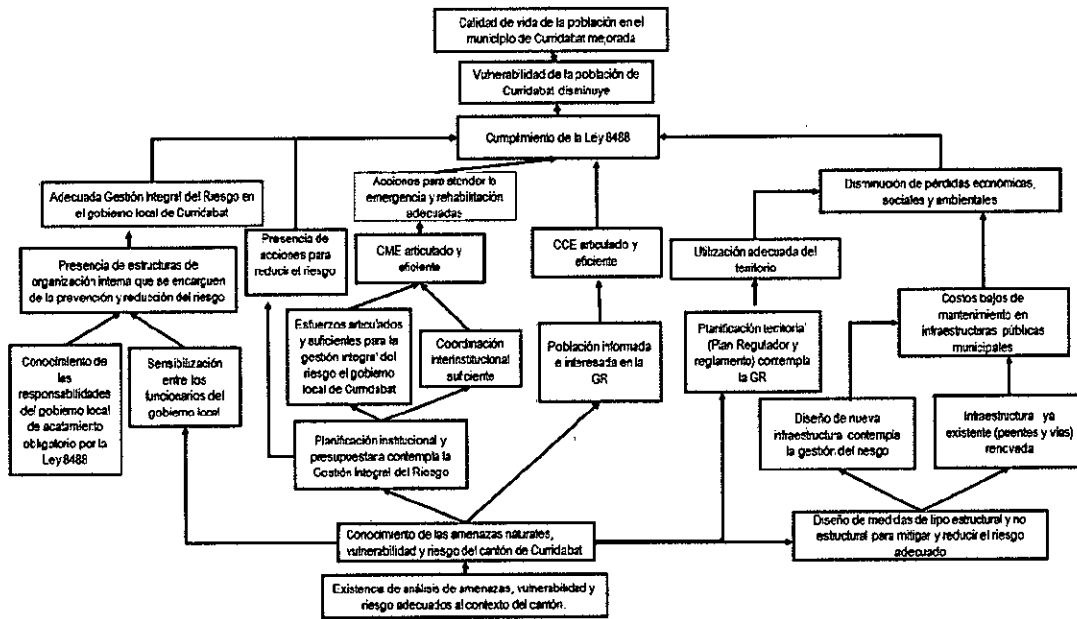 Calidad de vida de la población en el
municipio de Curridabat mejorada
Vulnerabilidad de la población de
Curridabat disminuye
Cumplimiento de la Ley 8488
Adecuada Gestión Integral del Riesgo en
el gobierno local de Curridabat
Acciones para atender la
emergencia y rehabilitación
adecuadas
Disminución de pérdidas económicas,
sociales y ambientales
Presencia de
acciones para
reducir el riesgo
CME articulado y
eficiente
CCE articulado y
eficiente
Utilización adecuada del
territorio
Presencia de estructuras de
organización interna que se encarguen
de la prevención y reducción del riesgo
Costos bajos de
mantenimiento en
infraestructuras públicas
municipales
Esfuerzos articulados
y suficientes para la
gestión integral del
riesgo el gobierno
local de Curridabat
Coordinación
interinstitucional
suficiente
Población informada
e interesada en la
GR
Planificación territorial
(Plan Regulador y
reglamento) contempla
la GR
Conocimiento de
las
responsabilidades
del gobierno local
de acatamiento
obligatorio por la
Ley 8488
Sensibilización
entre los
funcionarios del
gobierno local
Planificación institucional y
presupuestara contempla la
Gestión Integral del Riesgo
Diseño de nueva
infraestructura contempla
la gestión del riesgo
Infraestructura ya
existente (puentes y vías)
renovada
Conocimiento de las amenazas naturales,
vulnerabilidad y riesgo del cantón de Curridabat
Diseño de medidas de tipo estructural y no
estructural para mitigar y reducir el riesgo
adecuado
Existencia de análisis de amenazas, vulnerabilidad y
riesgo adecuados al contexto del cantón.